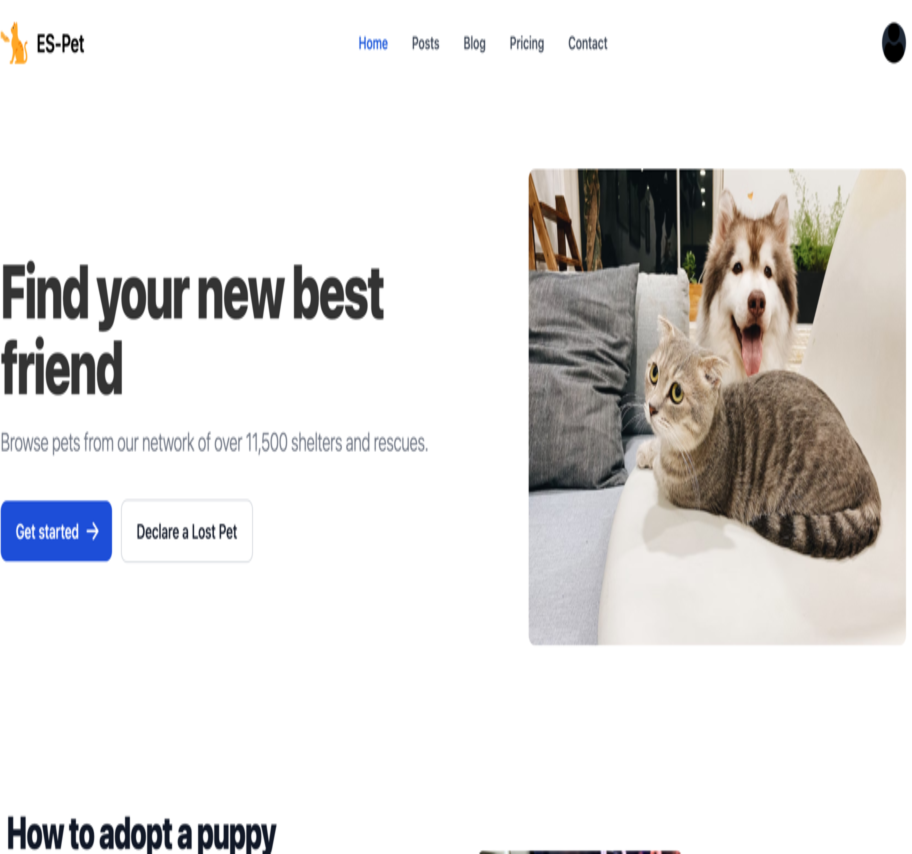 ES-Pet
Home Posts Blog Pricing Contact
Find your new best
friend
Browse pets from our network of over 11,500 shelters and rescues.
Get started → Declare a Lost Pet
How to adopt a puppy